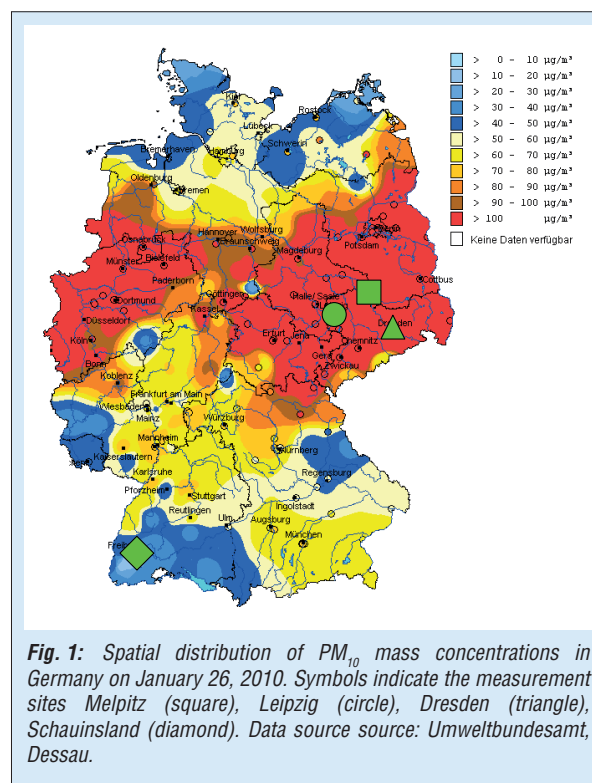 > 0 - 10 µg/m³
> 10 - 20 µg/m³
> 20 - 30 µg/m³
> 30 - 40 µg/m³
> 40 - 50 µg/m³
> 50 - 60 µg/m³
> 60 - 70 µg/m³
> 70 - 80 µg/m³
> 80 - 90 µg/m³
> 90 - 100 µg/m³
> 100 µg/m³
Keine Daten verfügbar
Kiel
Rostock
Lübeck
Hamburg
Schwerin
Bremerhaven
Oldenburg
Bremen
Hannover
Wolfsburg
Braunschweig
Magdeburg
Potsdam
Osnabrück
Münster
Bielefeld
Paderborn
Cottbus
Göttingen
Halle/Saale
Dortmund
Düsseldorf
Kassel
Köln
Bonn
Erfurt
Jena
Gera
Chemnitz
Zwickau
Dresden
Koblenz
Frankfurt am Main
Wiesbaden
Mainz
Würzburg
Mannheim
Kaiserslautern
Nürnberg
Karlsruhe
Regensburg
Pforzheim
Stuttgart
Ingolstadt
Reutlingen
Ulm
Augsburg
München
Fig. 1: Spatial distribution of PM₁₀ mass concentrations in
Germany on January 26, 2010. Symbols indicate the measurement
sites Melpitz (square), Leipzig (circle), Dresden (triangle),
Schauinsland (diamond). Data source source: Umweltbundesamt,
Dessau.